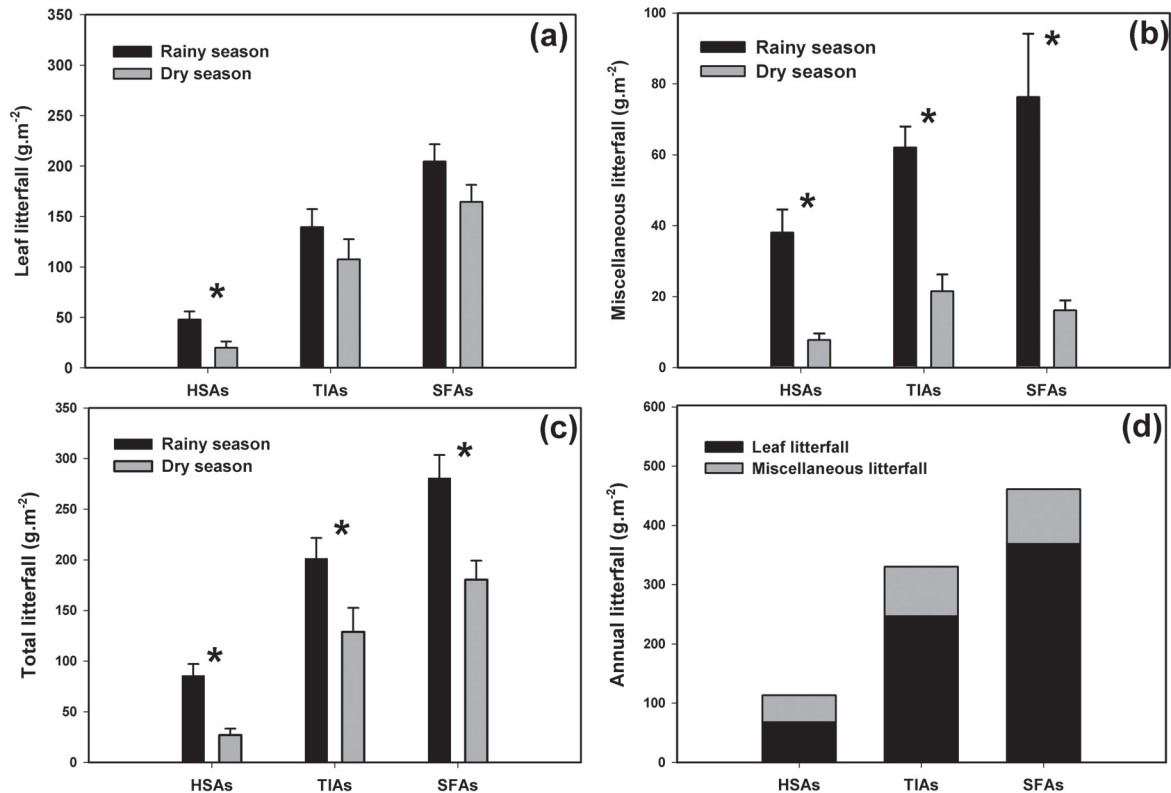 350
300
250
200
150
100
50
0
Leaf litterfall (g.m-2)
Rainy season
Dry season
(a)
*
HSAs TIAs SFAs
100
80
60
40
20
0
Miscellaneous litterfall (g.m-2)
Rainy season
Dry season
(b)
*
*
*
HSAs TIAs SFAs
350
300
250
200
150
100
50
0
Total litterfall (g.m-2)
Rainy season
Dry season
(c)
*
*
*
HSAs TIAs SFAs
600
500
400
300
200
100
0
Annual litterfall (g.m-2)
Leaf litterfall
Miscellaneous litterfall
(d)
HSAs TIAs SFAs